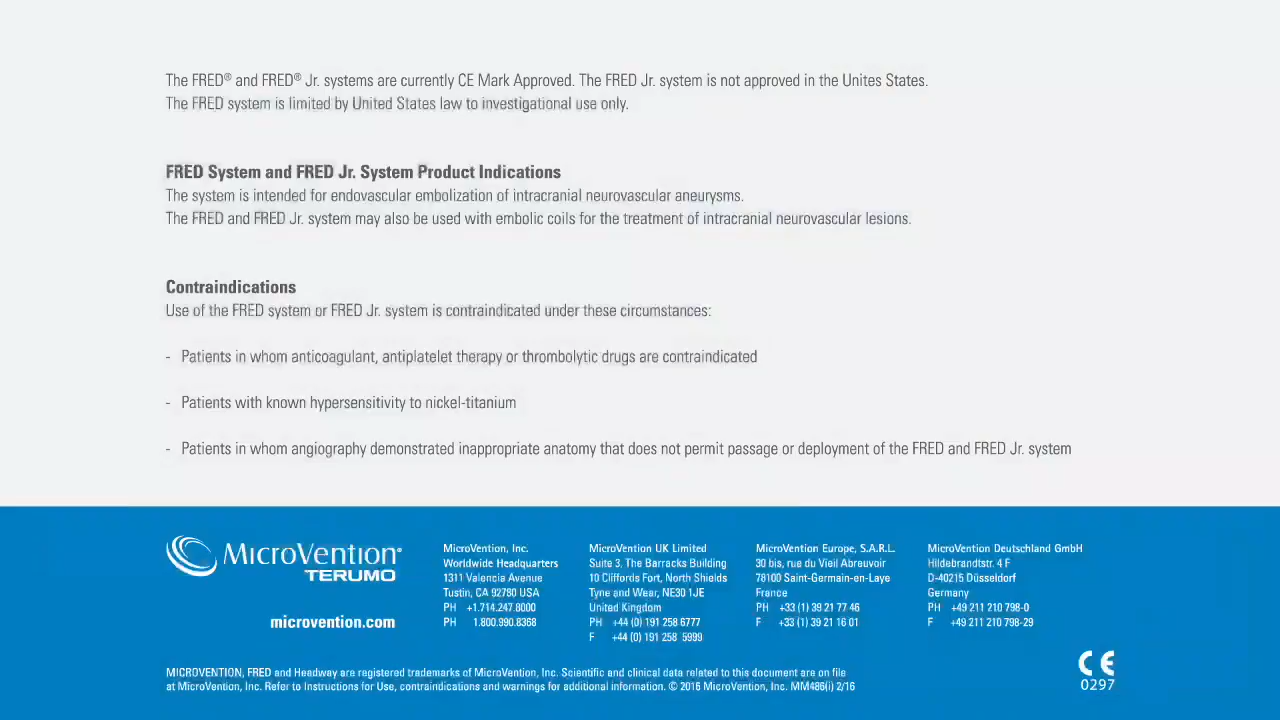 The FRED® and FRED® Jr. systems are currently CE Mark Approved. The FRED Jr. system is not approved in the Unites States.
The FRED system is limited by United States law to investigational use only.
FRED System and FRED Jr. System Product Indications
The system is intended for endovascular embolization of intracranial neurovascular aneurysms.
The FRED and FRED Jr. system may also be used with embolic coils for the treatment of intracranial neurovascular lesions.
Contraindications
Use of the FRED system or FRED Jr. system is contraindicated under these circumstances:
- Patients in whom anticoagulant, antiplatelet therapy or thrombolytic drugs are contraindicated
- Patients with known hypersensitivity to nickel-titanium
- Patients in whom angiography demonstrated inappropriate anatomy that does not permit passage or deployment of the FRED and FRED Jr. system
MicroVention®
TERUMO
microvention.com
MicroVention, Inc.
Worldwide Headquarters
1311 Valencia Avenue
Tustin, CA 92780 USA
PH +1.714.247.8000
PH 1.800.990.8368
MicroVention UK Limited
Suite 3, The Barracks Building
10 Cliffords Fort, North Shields
Tyne and Wear, NE30 1JE
United Kingdom
PH +44 (0) 191 258 6777
F +44 (0) 191 258 5999
MicroVention Europe, S.A.R.L.
30 bis, rue du Vieil Abreuvoir
78100 Saint-Germain-en-Laye
France
PH +33 (1) 39 21 77 46
F +33 (1) 39 21 16 01
MicroVention Deutschland GmbH
Hildebrandtstr. 4 F
D-40215 Düsseldorf
Germany
PH +49 211 210 798-0
F +49 211 210 798-29
MICROVENTION, FRED and Headway are registered trademarks of MicroVention, Inc. Scientific and clinical data related to this document are on file
at MicroVention, Inc. Refer to Instructions for Use, contraindications and warnings for additional information. © 2016 MicroVention, Inc. MM486(i) 2/16
CE
0297